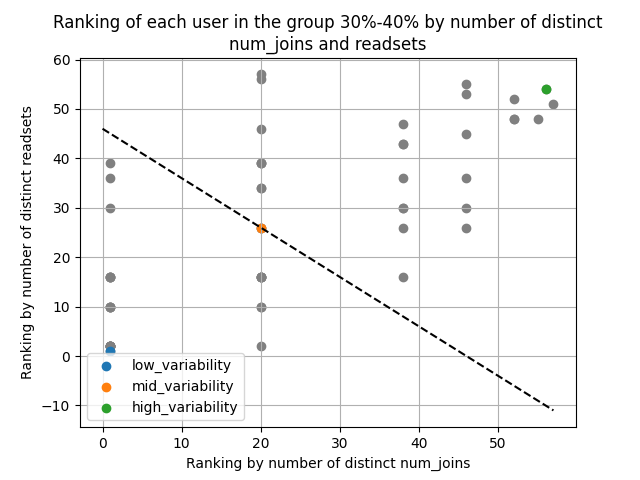 Ranking of each user in the group 30%-40% by number of distinct
num_joins and readsets
60
50
40
30
20
10
0
−10
Ranking by number of distinct readsets
low_variability
mid_variability
high_variability
0 10 20 30 40 50
Ranking by number of distinct num_joins